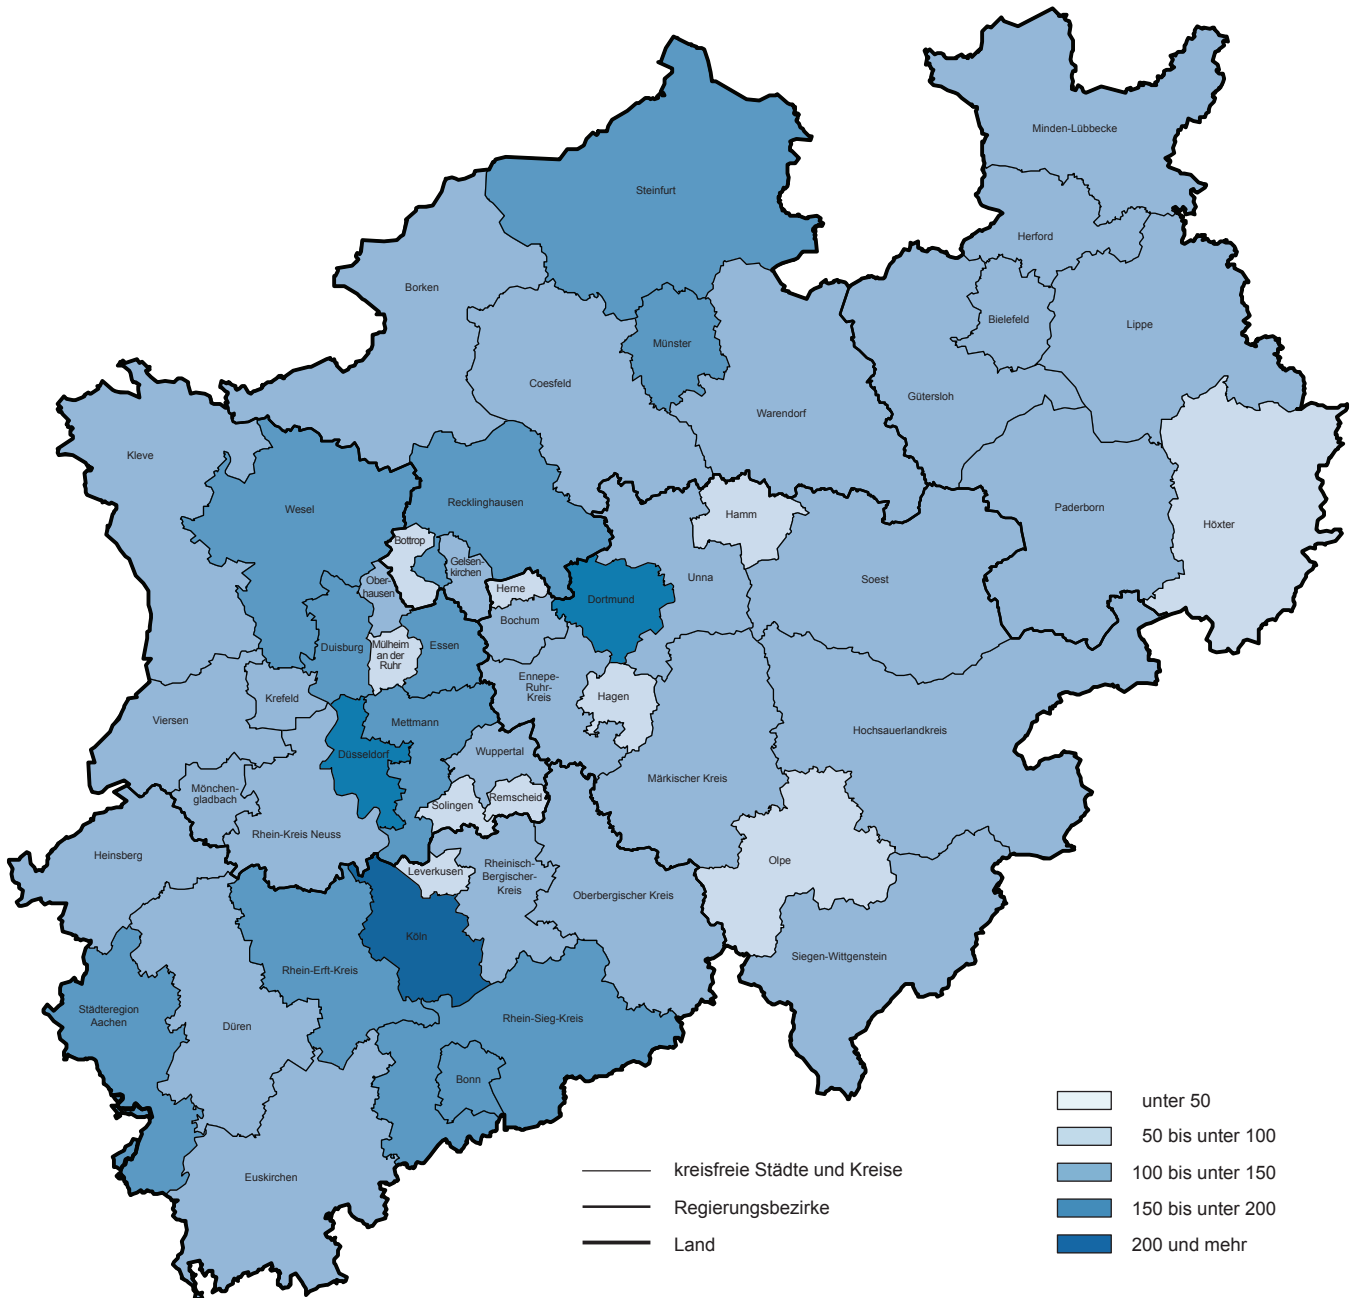 Minden-Lübbecke
Steinfurt
Herford
Borken
Bielefeld
Lippe
Münster
Coesfeld
Gütersloh
Warendorf
Kleve
Recklinghausen
Wesel
Paderborn
Hamm
Höxter
Bottrop
Gelsen-
kirchen
Ober-
hausen
Unna
Soest
Herne
Dortmund
Bochum
Duisburg
Essen
Mülheim
an der
Ruhr
Ennepe-
Ruhr-
Kreis
Hagen
Krefeld
Viersen
Mettmann
Hochsauerlandkreis
Düsseldorf
Wuppertal
Märkischer Kreis
Mönchen-
gladbach
Solingen
Remscheid
Rhein-Kreis Neuss
Heinsberg
Olpe
Leverkusen
Rheinisch-
Bergischer-
Kreis
Oberbergischer Kreis
Köln
Siegen-Wittgenstein
Rhein-Erft-Kreis
Städteregion
Aachen
Düren
Rhein-Sieg-Kreis
Bonn
Euskirchen
kreisfreie Städte und Kreise
Regierungsbezirke
Land
unter 50
50 bis unter 100
100 bis unter 150
150 bis unter 200
200 und mehr